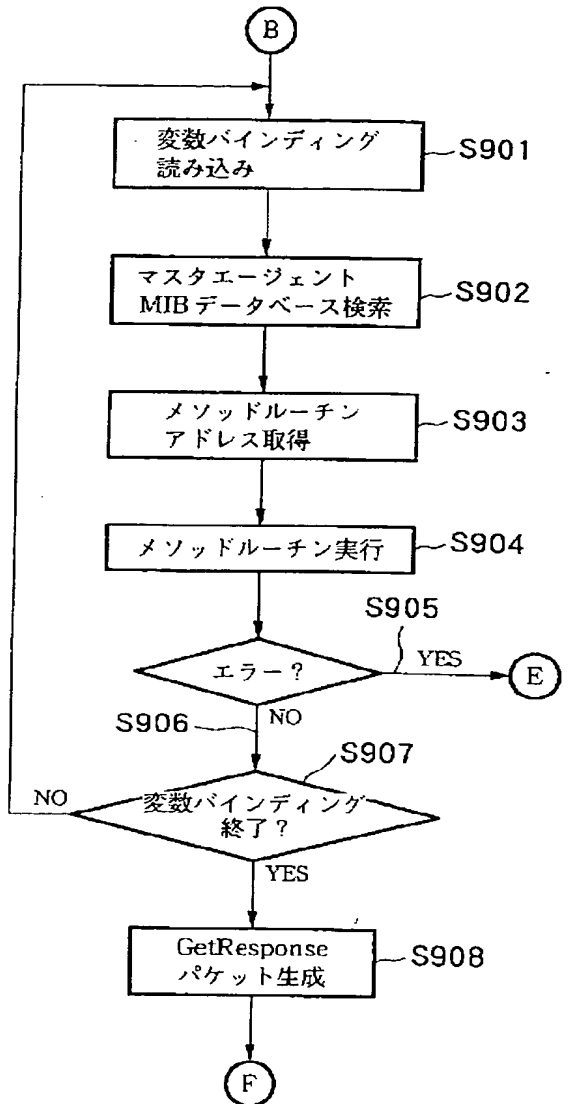 B
変数バインディング
読み込み
S901
マスタエージェント
MIBデータベース検索
S902
メソッドルーチン
アドレス取得
S903
メソッドルーチン実行
S904
S905
エラー？
YES
E
S906
NO
S907
NO
変数バインディング
終了？
YES
GetResponse
パケット生成
S908
F